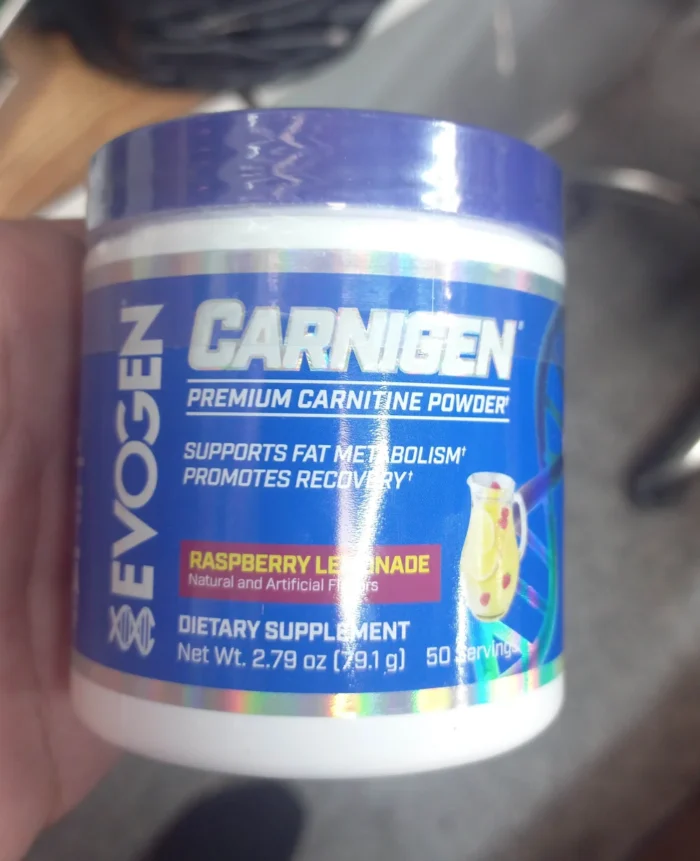 EVOGEN
CARNIGEN
PREMIUM CARNITINE POWDER†
SUPPORTS FAT METABOLISM†
PROMOTES RECOVERY†
RASPBERRY LEMONADE
Natural and Artificial Flavors
DIETARY SUPPLEMENT
Net Wt. 2.79 oz (79.1 g) 50 Servings